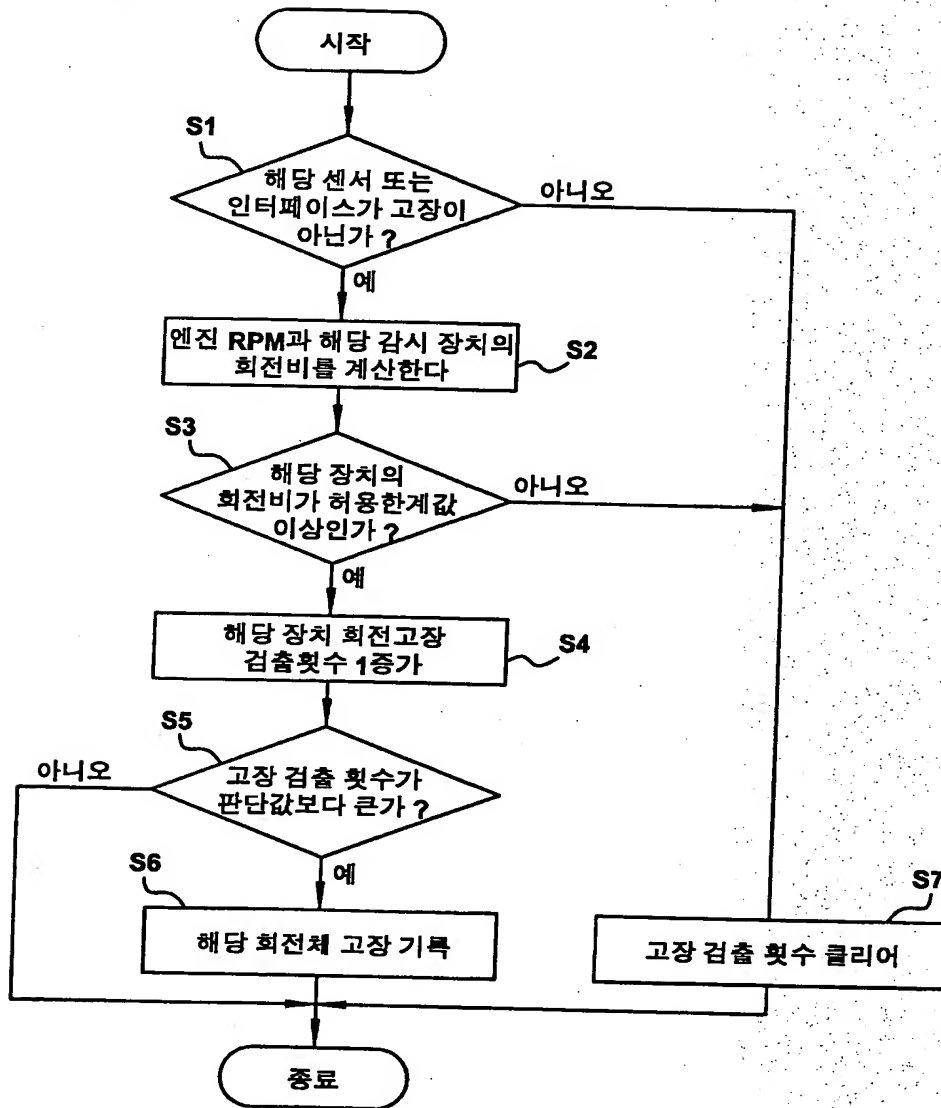 시작
S1
해당 센서 또는
인터페이스가 고장이
아닌가 ?
아니오
예
엔진 RPM과 해당 감시 장치의
회전비를 계산한다
S2
S3
해당 장치의
회전비가 허용한계값
이상인가 ?
아니오
예
해당 장치 회전고장
검출횟수 1증가
S4
S5
아니오
고장 검출 횟수가
판단값보다 큰가 ?
예
S6
해당 회전체 고장 기록
S7
고장 검출 횟수 클리어
종료